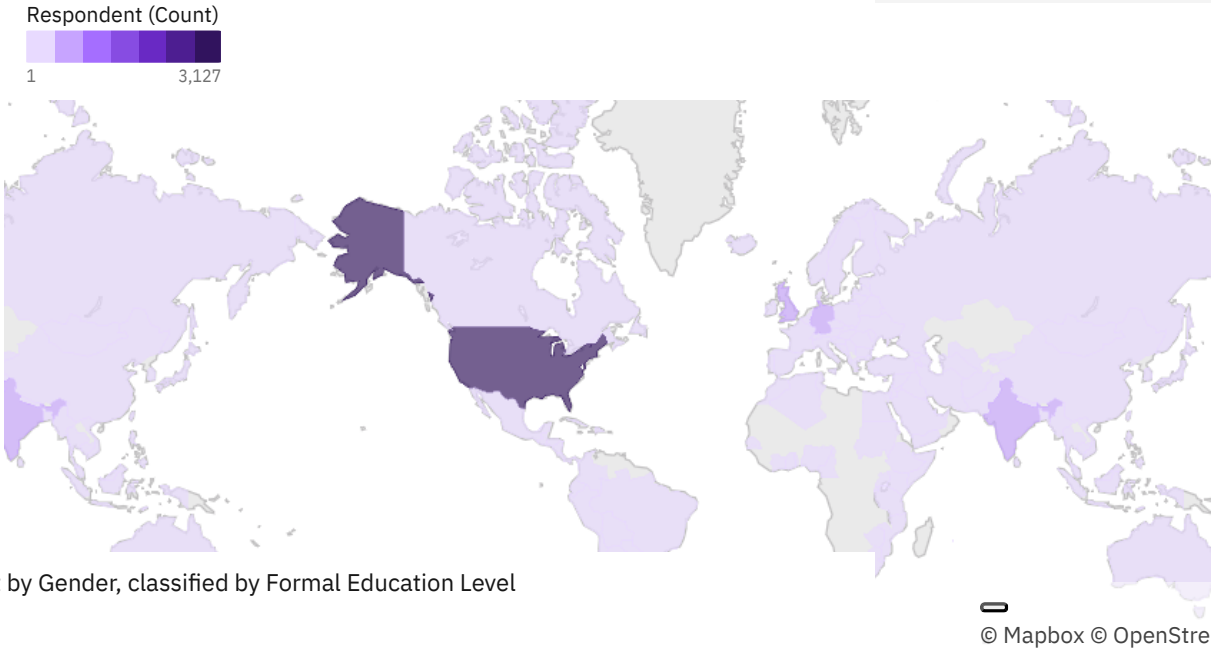 Respondent (Count)
1 3,127
by Gender, classified by Formal Education Level
© Mapbox © OpenStre